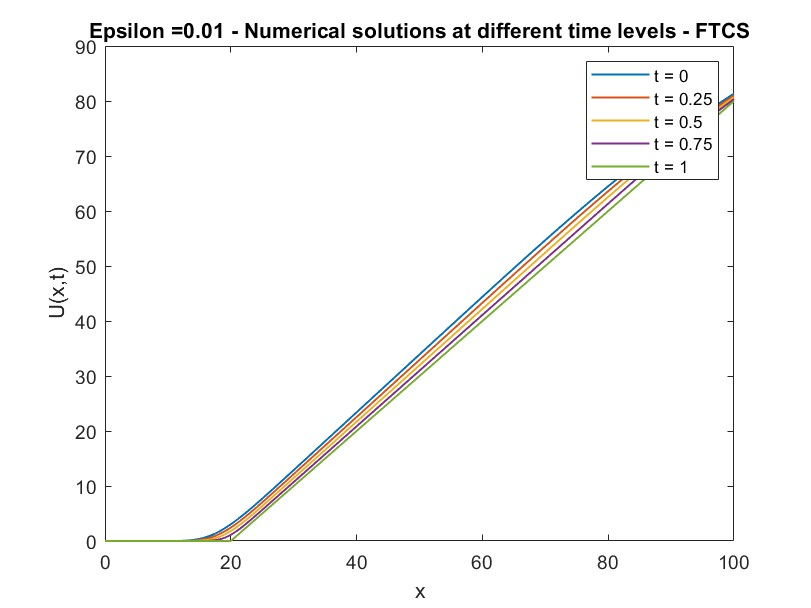 Epsilon =0.01 - Numerical solutions at different time levels - FTCS
90
80
70
60
50
40
30
20
10
0
U(x,t)
t = 0
t = 0.25
t = 0.5
t = 0.75
t = 1
0 20 40 60 80 100
x